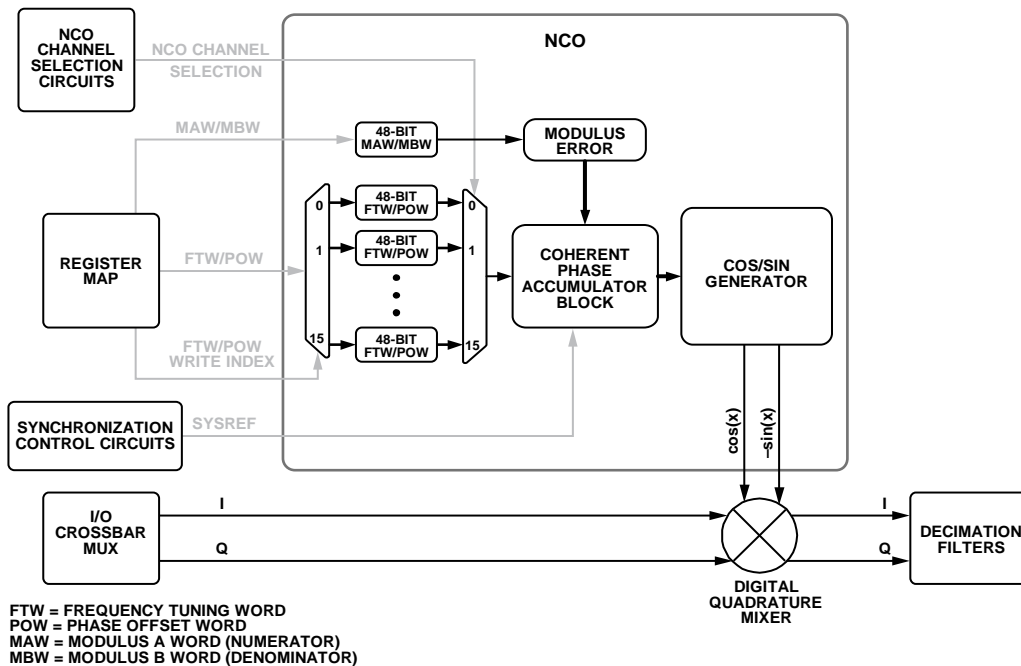 NCO
CHANNEL
SELECTION
CIRCUITS
NCO CHANNEL
SELECTION
NCO
MAW/MBW
48-BIT
MAW/MBW
MODULUS
ERROR
REGISTER
MAP
FTW/POW
FTW/POW
WRITE INDEX
0
1
15
48-BIT
FTW/POW
48-BIT
FTW/POW
48-BIT
FTW/POW
0
1
15
COHERENT
PHASE
ACCUMULATOR
BLOCK
COS/SIN
GENERATOR
SYNCHRONIZATION
CONTROL CIRCUITS
SYSREF
cos(x)
–sin(x)
I/O
CROSSBAR
MUX
I
Q
DIGITAL
QUADRATURE
MIXER
I
Q
DECIMATION
FILTERS
FTW = FREQUENCY TUNING WORD
POW = PHASE OFFSET WORD
MAW = MODULUS A WORD (NUMERATOR)
MBW = MODULUS B WORD (DENOMINATOR)